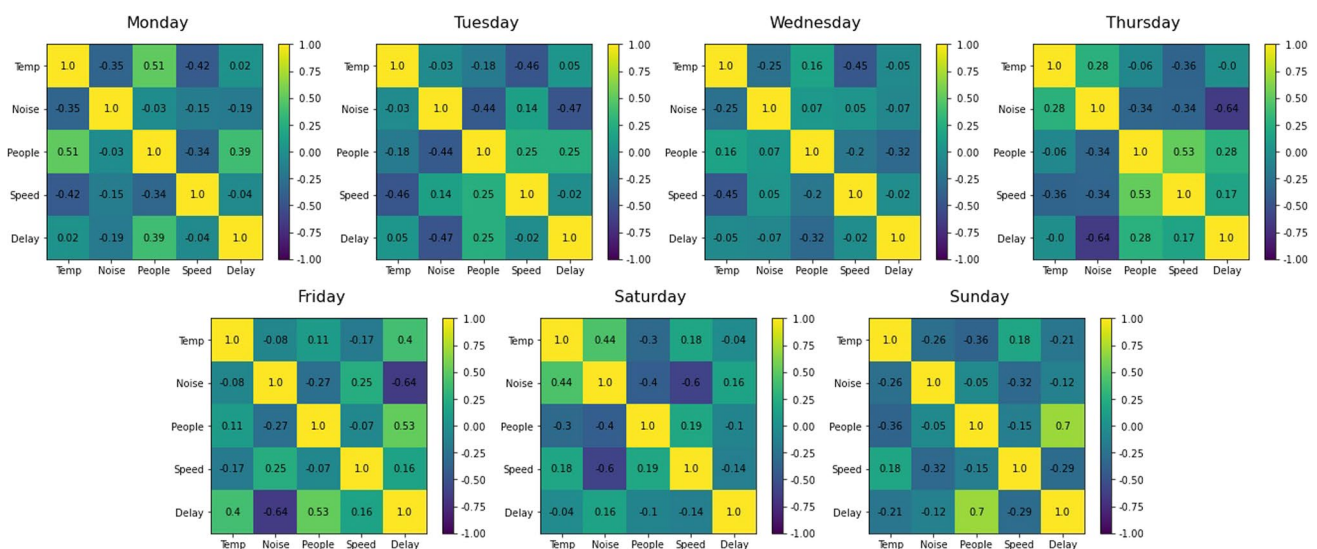 Monday Tuesday Wednesday Thursday
Temp 1.0 -0.35 0.51 -0.42 0.02 1.00 Temp 1.0 -0.03 -0.18 -0.46 0.05 1.00 Temp 1.0 -0.25 0.16 -0.45 -0.05 1.00 Temp 1.0 0.28 -0.06 -0.36 -0.0 1.00
0.75 0.75 0.75 0.75
Noise -0.35 1.0 -0.03 -0.15 -0.19 0.50 Noise -0.03 1.0 -0.44 0.14 -0.47 0.50 Noise -0.25 1.0 0.07 0.05 -0.07 0.50 Noise 0.28 1.0 -0.34 -0.34 -0.64 0.50
0.25 0.25 0.25 0.25
People 0.51 -0.03 1.0 -0.34 0.39 0.00 People -0.18 -0.44 1.0 0.25 0.25 0.00 People 0.16 0.07 1.0 -0.2 -0.32 0.00 People -0.06 -0.34 1.0 0.53 0.28 0.00
-0.25 -0.25 -0.25 -0.25
Speed -0.42 -0.15 -0.34 1.0 -0.04 -0.50 Speed -0.46 0.14 0.25 1.0 -0.02 -0.50 Speed -0.45 0.05 -0.2 1.0 -0.02 -0.50 Speed -0.36 -0.34 0.53 1.0 0.17 -0.50
-0.75 -0.75 -0.75 -0.75
Delay 0.02 -0.19 0.39 -0.04 1.0 -1.00 Delay 0.05 -0.47 0.25 -0.02 1.0 -1.00 Delay -0.05 -0.07 -0.32 -0.02 1.0 -1.00 Delay -0.0 -0.64 0.28 0.17 1.0 -1.00
Temp Noise People Speed Delay Temp Noise People Speed Delay Temp Noise People Speed Delay Temp Noise People Speed Delay
Friday Saturday Sunday
Temp 1.0 -0.08 0.11 -0.17 0.4 1.00 Temp 1.0 0.44 -0.3 0.18 -0.04 1.00 Temp 1.0 -0.26 -0.36 0.18 -0.21 1.00
0.75 0.75 0.75
Noise -0.08 1.0 -0.27 0.25 -0.64 0.50 Noise 0.44 1.0 -0.4 -0.6 0.16 0.50 Noise -0.26 1.0 -0.05 -0.32 -0.12 0.50
0.25 0.25 0.25
People 0.11 -0.27 1.0 -0.07 0.53 0.00 People -0.3 -0.4 1.0 0.19 -0.1 0.00 People -0.36 -0.05 1.0 -0.15 0.7 0.00
-0.25 -0.25 -0.25
Speed -0.17 0.25 -0.07 1.0 0.16 -0.50 Speed 0.18 -0.6 0.19 1.0 -0.14 -0.50 Speed 0.18 -0.32 -0.15 1.0 -0.29 -0.50
-0.75 -0.75 -0.75
Delay 0.4 -0.64 0.53 0.16 1.0 -1.00 Delay -0.04 0.16 -0.1 -0.14 1.0 -1.00 Delay -0.21 -0.12 0.7 -0.29 1.0 -1.00
Temp Noise People Speed Delay Temp Noise People Speed Delay Temp Noise People Speed Delay